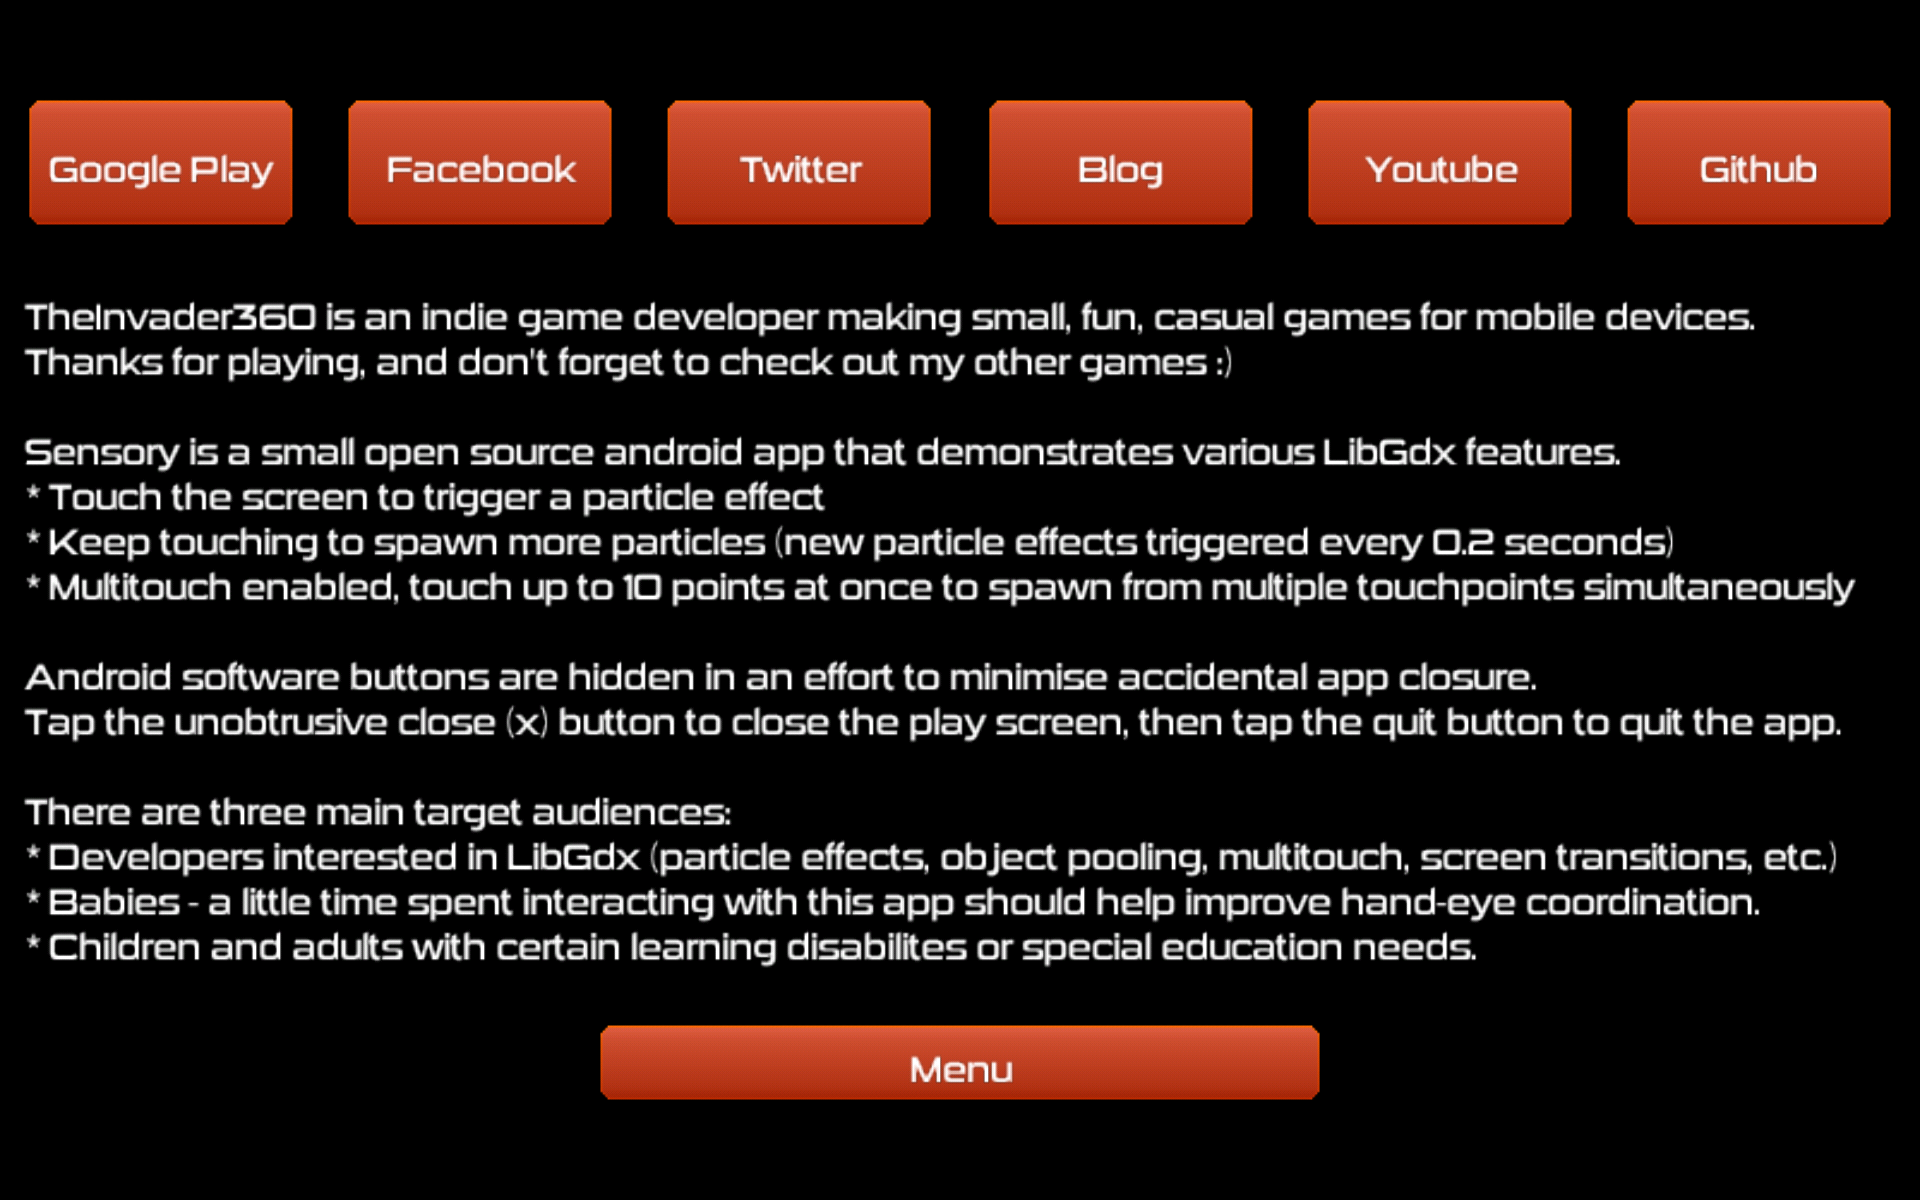 Google Play Facebook Twitter Blog Youtube Github
TheInvader360 is an indie game developer making small, fun, casual games for mobile devices.
Thanks for playing, and don't forget to check out my other games :)
Sensory is a small open source android app that demonstrates various LibGdx features.
* Touch the screen to trigger a particle effect
* Keep touching to spawn more particles (new particle effects triggered every 0.2 seconds)
* Multitouch enabled, touch up to 10 points at once to spawn from multiple touchpoints simultaneously
Android software buttons are hidden in an effort to minimise accidental app closure.
Tap the unobtrusive close (x) button to close the play screen, then tap the quit button to quit the app.
There are three main target audiences:
* Developers interested in LibGdx (particle effects, object pooling, multitouch, screen transitions, etc.)
* Babies - a little time spent interacting with this app should help improve hand-eye coordination.
* Children and adults with certain learning disabilites or special education needs.
Menu